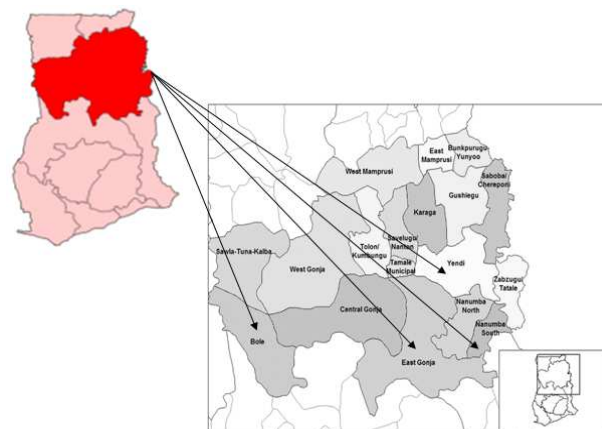 East
Mamprusi
Bunkpurugu-
Yunyoo
West Mamprusi
Saboba/
Chereponi
Karaga
Gushiegu
Savelugu/
Nanton
Tolon/
Kumbungu
Sawla-Tuna-Kalba
West Gonja
Tamale
Municipal
Yendi
Zabzugu/
Tatale
Central Gonja
Nanumba
North
Nanumba
South
Bole
East Gonja